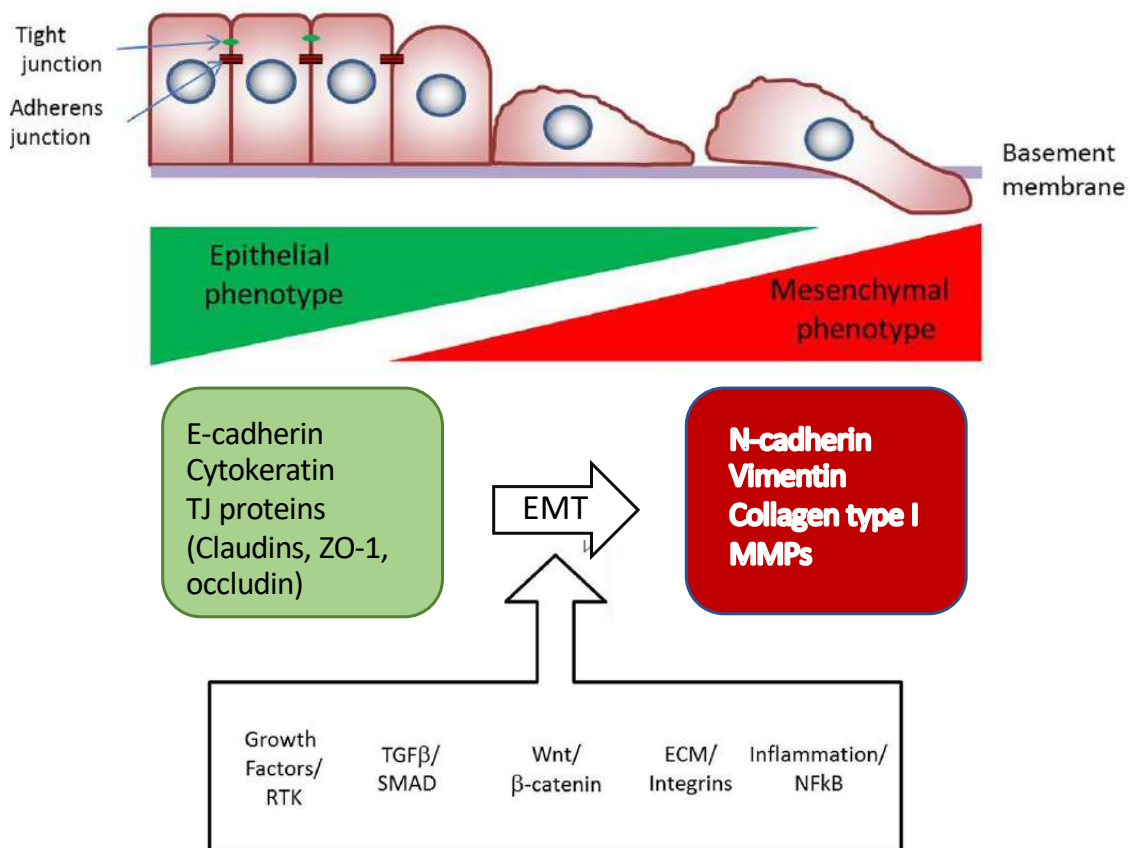 Tight
junction
Adherens
junction
Basement
membrane
Epithelial
phenotype
Mesenchymal
phenotype
E-cadherin
Cytokeratin
TJ proteins
(Claudins, ZO-1,
occludin)
EMT
N-cadherin
Vimentin
Collagen type I
MMPs
Growth
Factors/
RTK
TGFβ/
SMAD
Wnt/
β-catenin
ECM/
Integrins
Inflammation/
NFkB